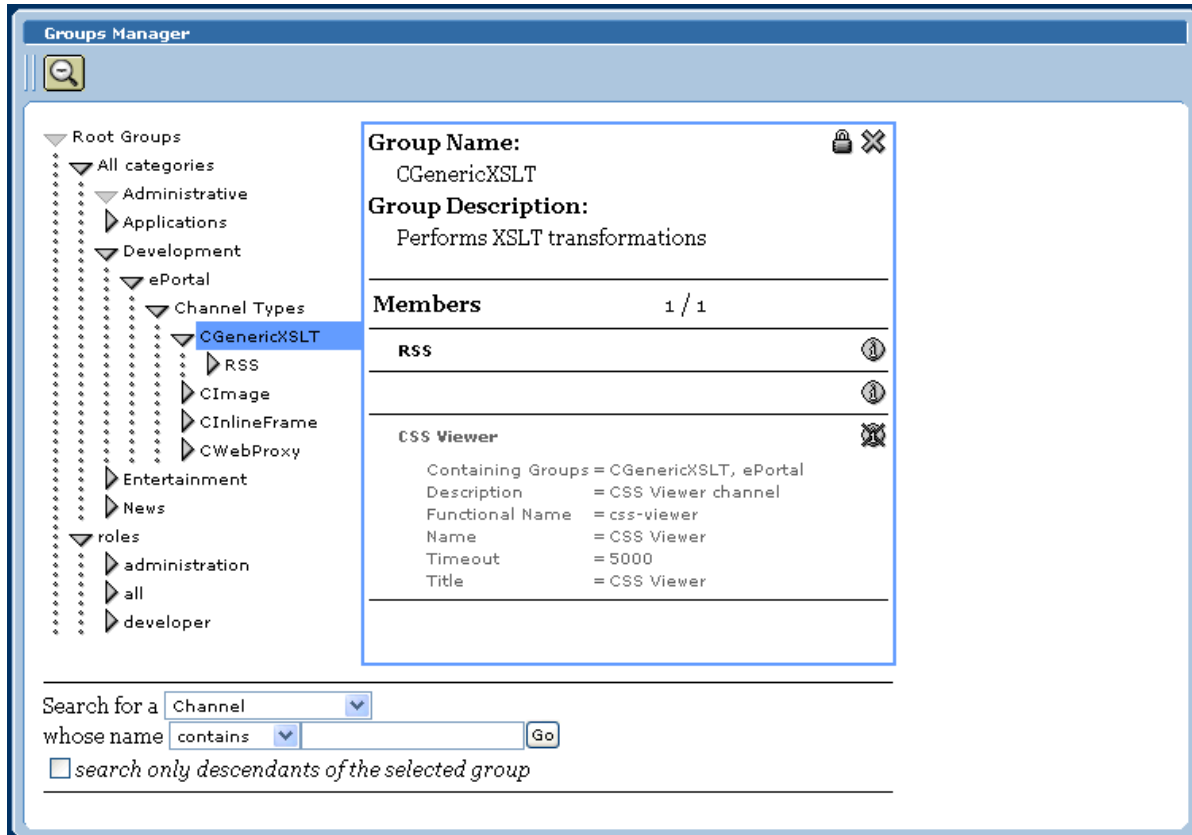 Groups Manager
Root Groups
All categories
Administrative
Applications
Development
ePortal
Channel Types
CGenericXSLT
RSS
CImage
CInlineFrame
CWebProxy
Entertainment
News
roles
administration
all
developer
Group Name:
CGenericXSLT
Group Description:
Performs XSLT transformations
Members 1 / 1
RSS
CSS Viewer
Containing Groups = CGenericXSLT, ePortal
Description = CSS Viewer channel
Functional Name = css-viewer
Name = CSS Viewer
Timeout = 5000
Title = CSS Viewer
Search for a Channel
whose name contains Go
search only descendants of the selected group